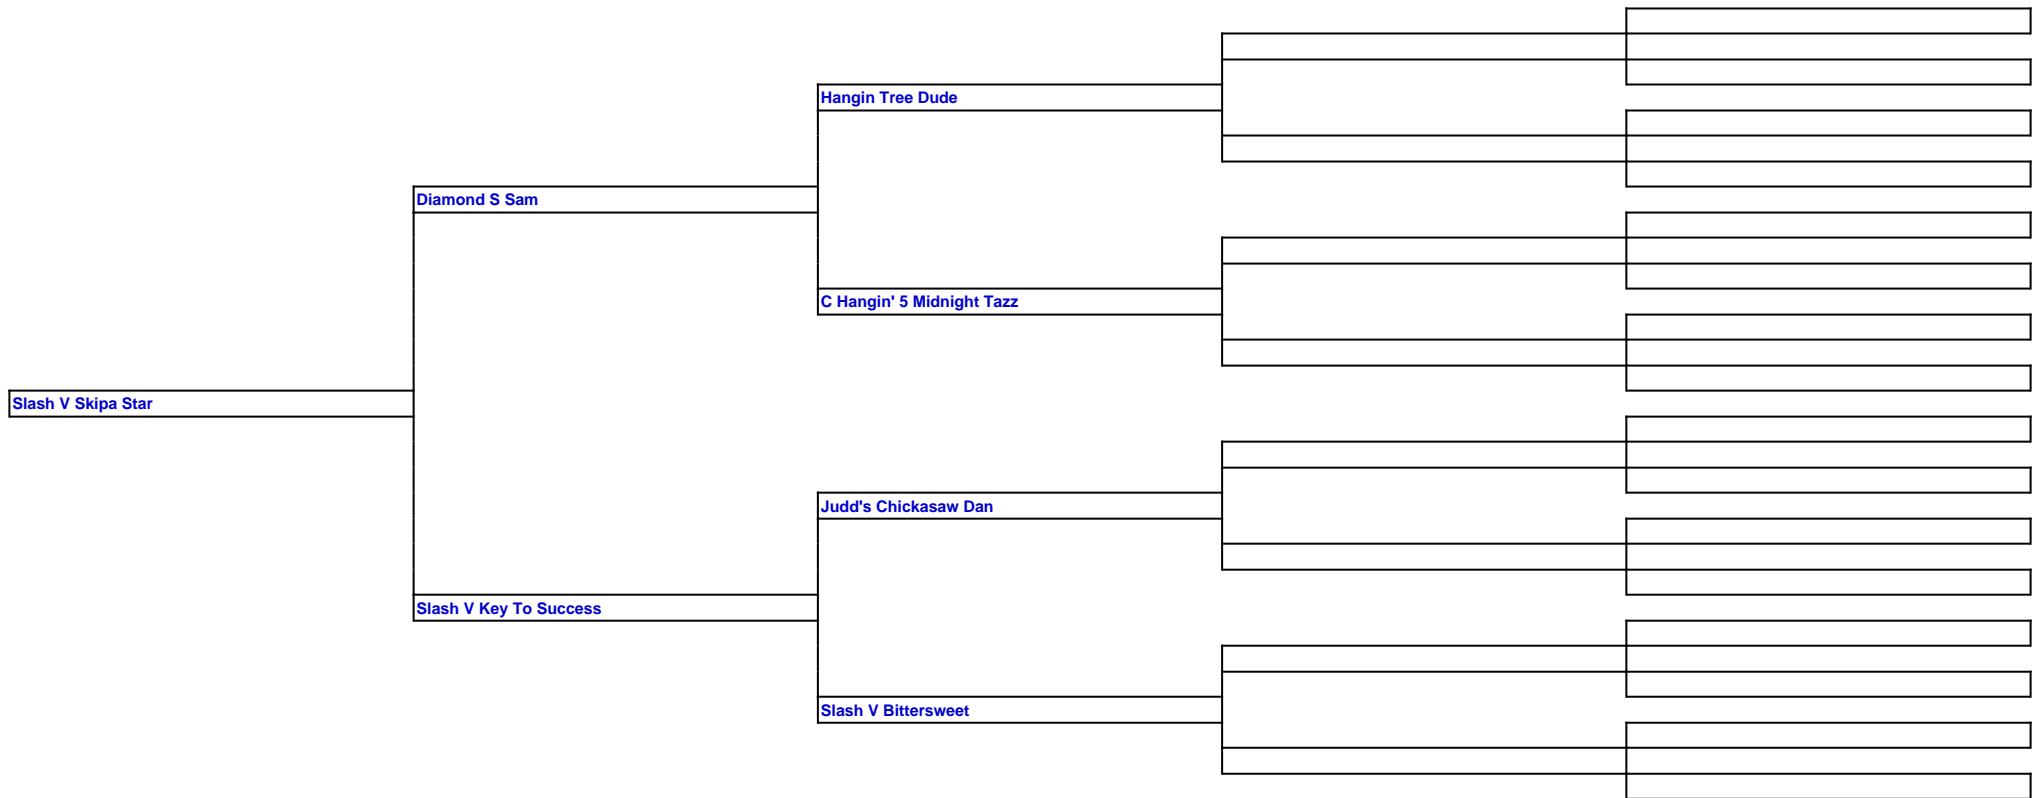 Hangin Tree Dude
Diamond S Sam
C Hangin' 5 Midnight Tazz
Slash V Skipa Star
Judd's Chickasaw Dan
Slash V Key To Success
Slash V Bittersweet